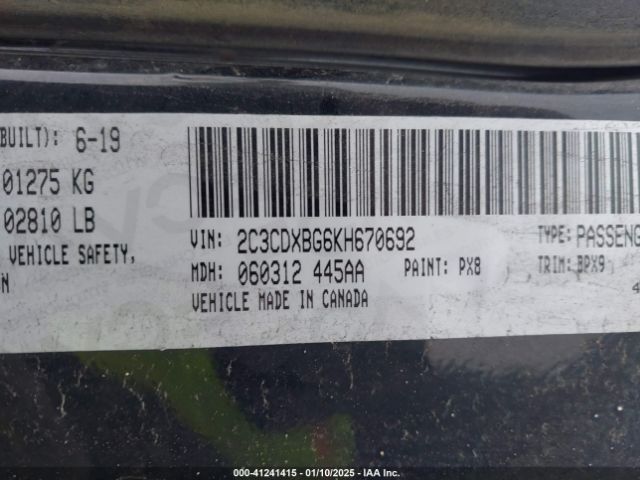 (BUILT): 6-19
01275 KG
02810 LB
VEHICLE SAFETY,
N
VIN: 2C3CDXBG6KH670692
TYPE: PASSENG
MDH: 060312 445AA
PAINT: PX8
TRIM: BPX9
VEHICLE MADE IN CANADA
4
000-41241415 - 01/10/2025 - IAA Inc.